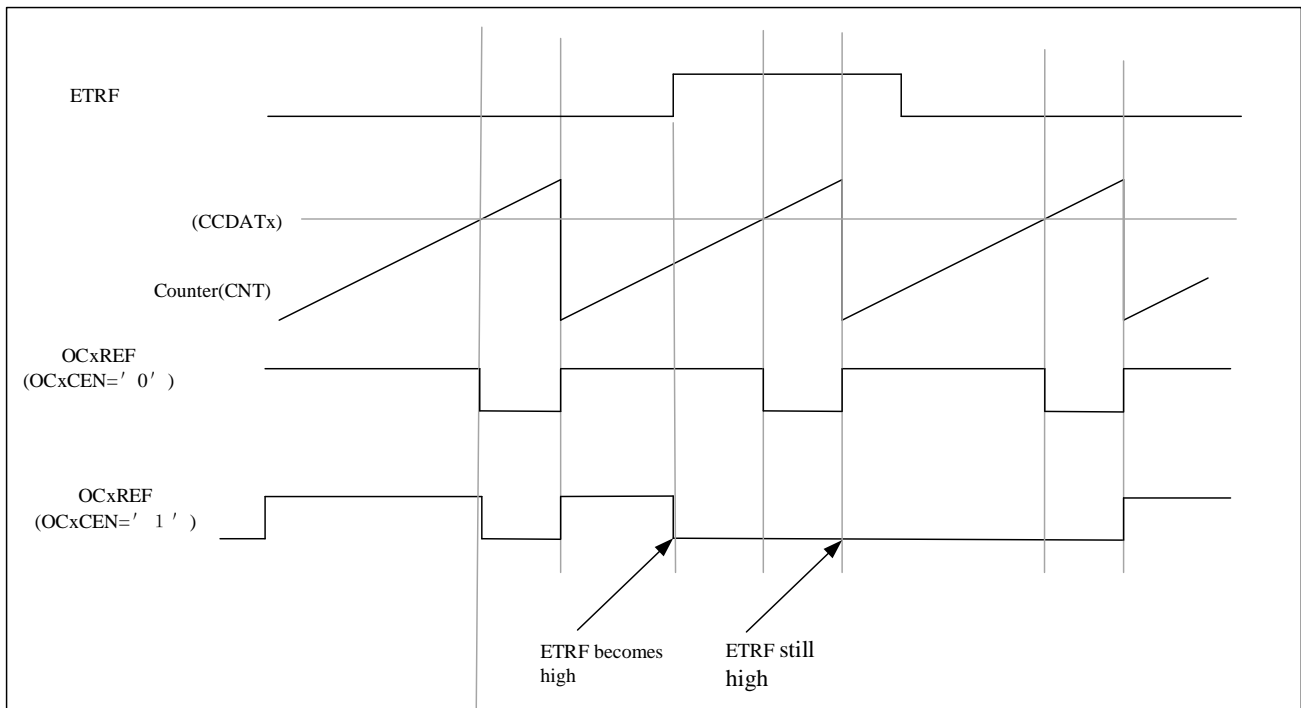 ETRF
(CCDATx)
Counter(CNT)
OCxREF
(OCxCEN=′ 0′ )
OCxREF
(OCxCEN=′ 1 ′ )
ETRF becomes
high
ETRF still
high